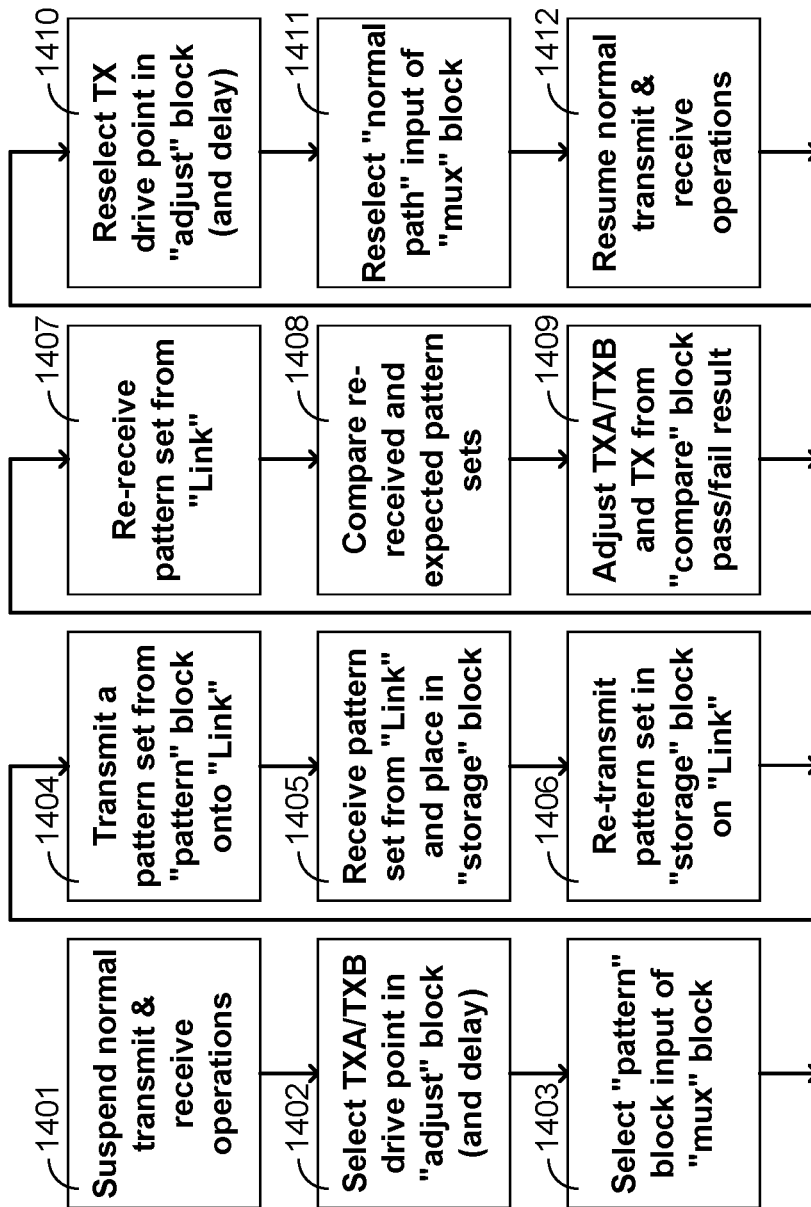 1401
Suspend normal
transmit &
receive
operations
1402
Select TXA/TXB
drive point in
"adjust" block
(and delay)
1403
Select "pattern"
block input of
"mux" block
1404
Transmit a
pattern set from
"pattern" block
onto "Link"
1405
Receive pattern
set from "Link"
and place in
"storage" block
1406
Re-transmit
pattern set in
"storage" block
on "Link"
1407
Re-receive
pattern set from
"Link"
1408
Compare re-
received and
expected pattern
sets
1409
Adjust TXA/TXB
and TX from
"compare" block
pass/fail result
1410
Reselect TX
drive point in
"adjust" block
(and delay)
1411
Reselect "normal
path" input of
"mux" block
1412
Resume normal
transmit &
receive
operations